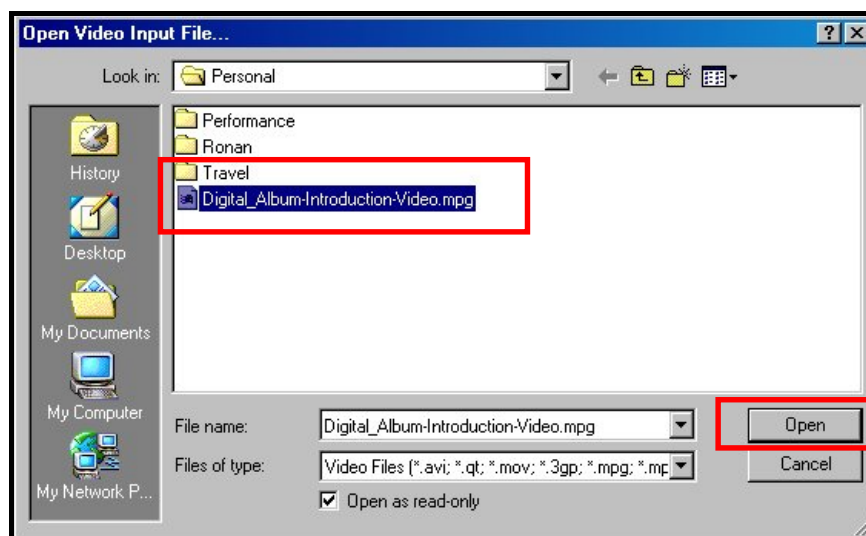 Open Video Input File...
Look in: Personal
Performance
Ronan
Travel
Digital_Album-Introduction-Video.mpg
History
Desktop
My Documents
My Computer
My Network P...
File name: Digital_Album-Introduction-Video.mpg Open
Files of type: Video Files (*.avi; *.qt; *.mov; *.3gp; *.mpg; *.mp Cancel
Open as read-only